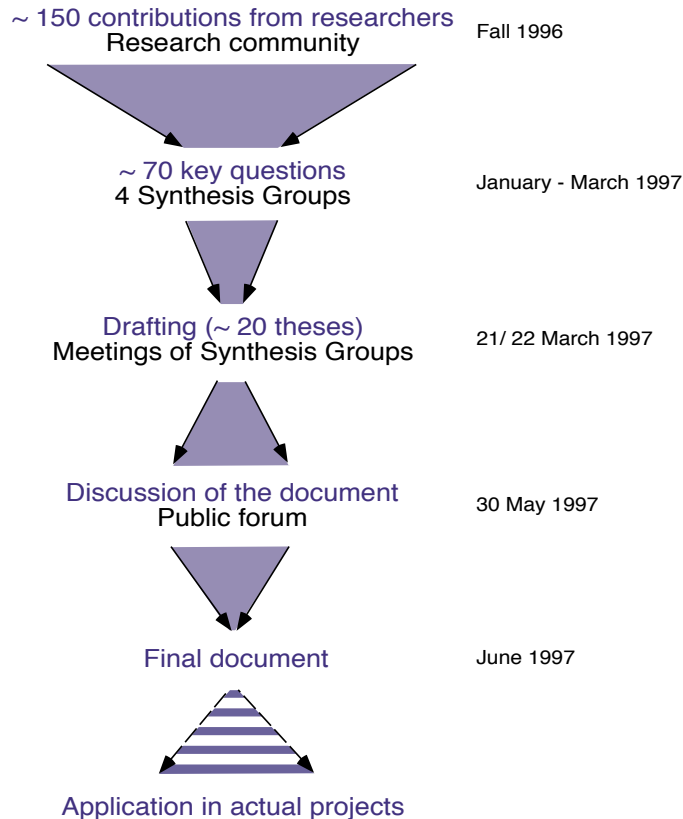 ~ 150 contributions from researchers
Research community
Fall 1996
~ 70 key questions
4 Synthesis Groups
January - March 1997
Drafting (~ 20 theses)
Meetings of Synthesis Groups
21/ 22 March 1997
Discussion of the document
Public forum
30 May 1997
Final document
June 1997
Application in actual projects